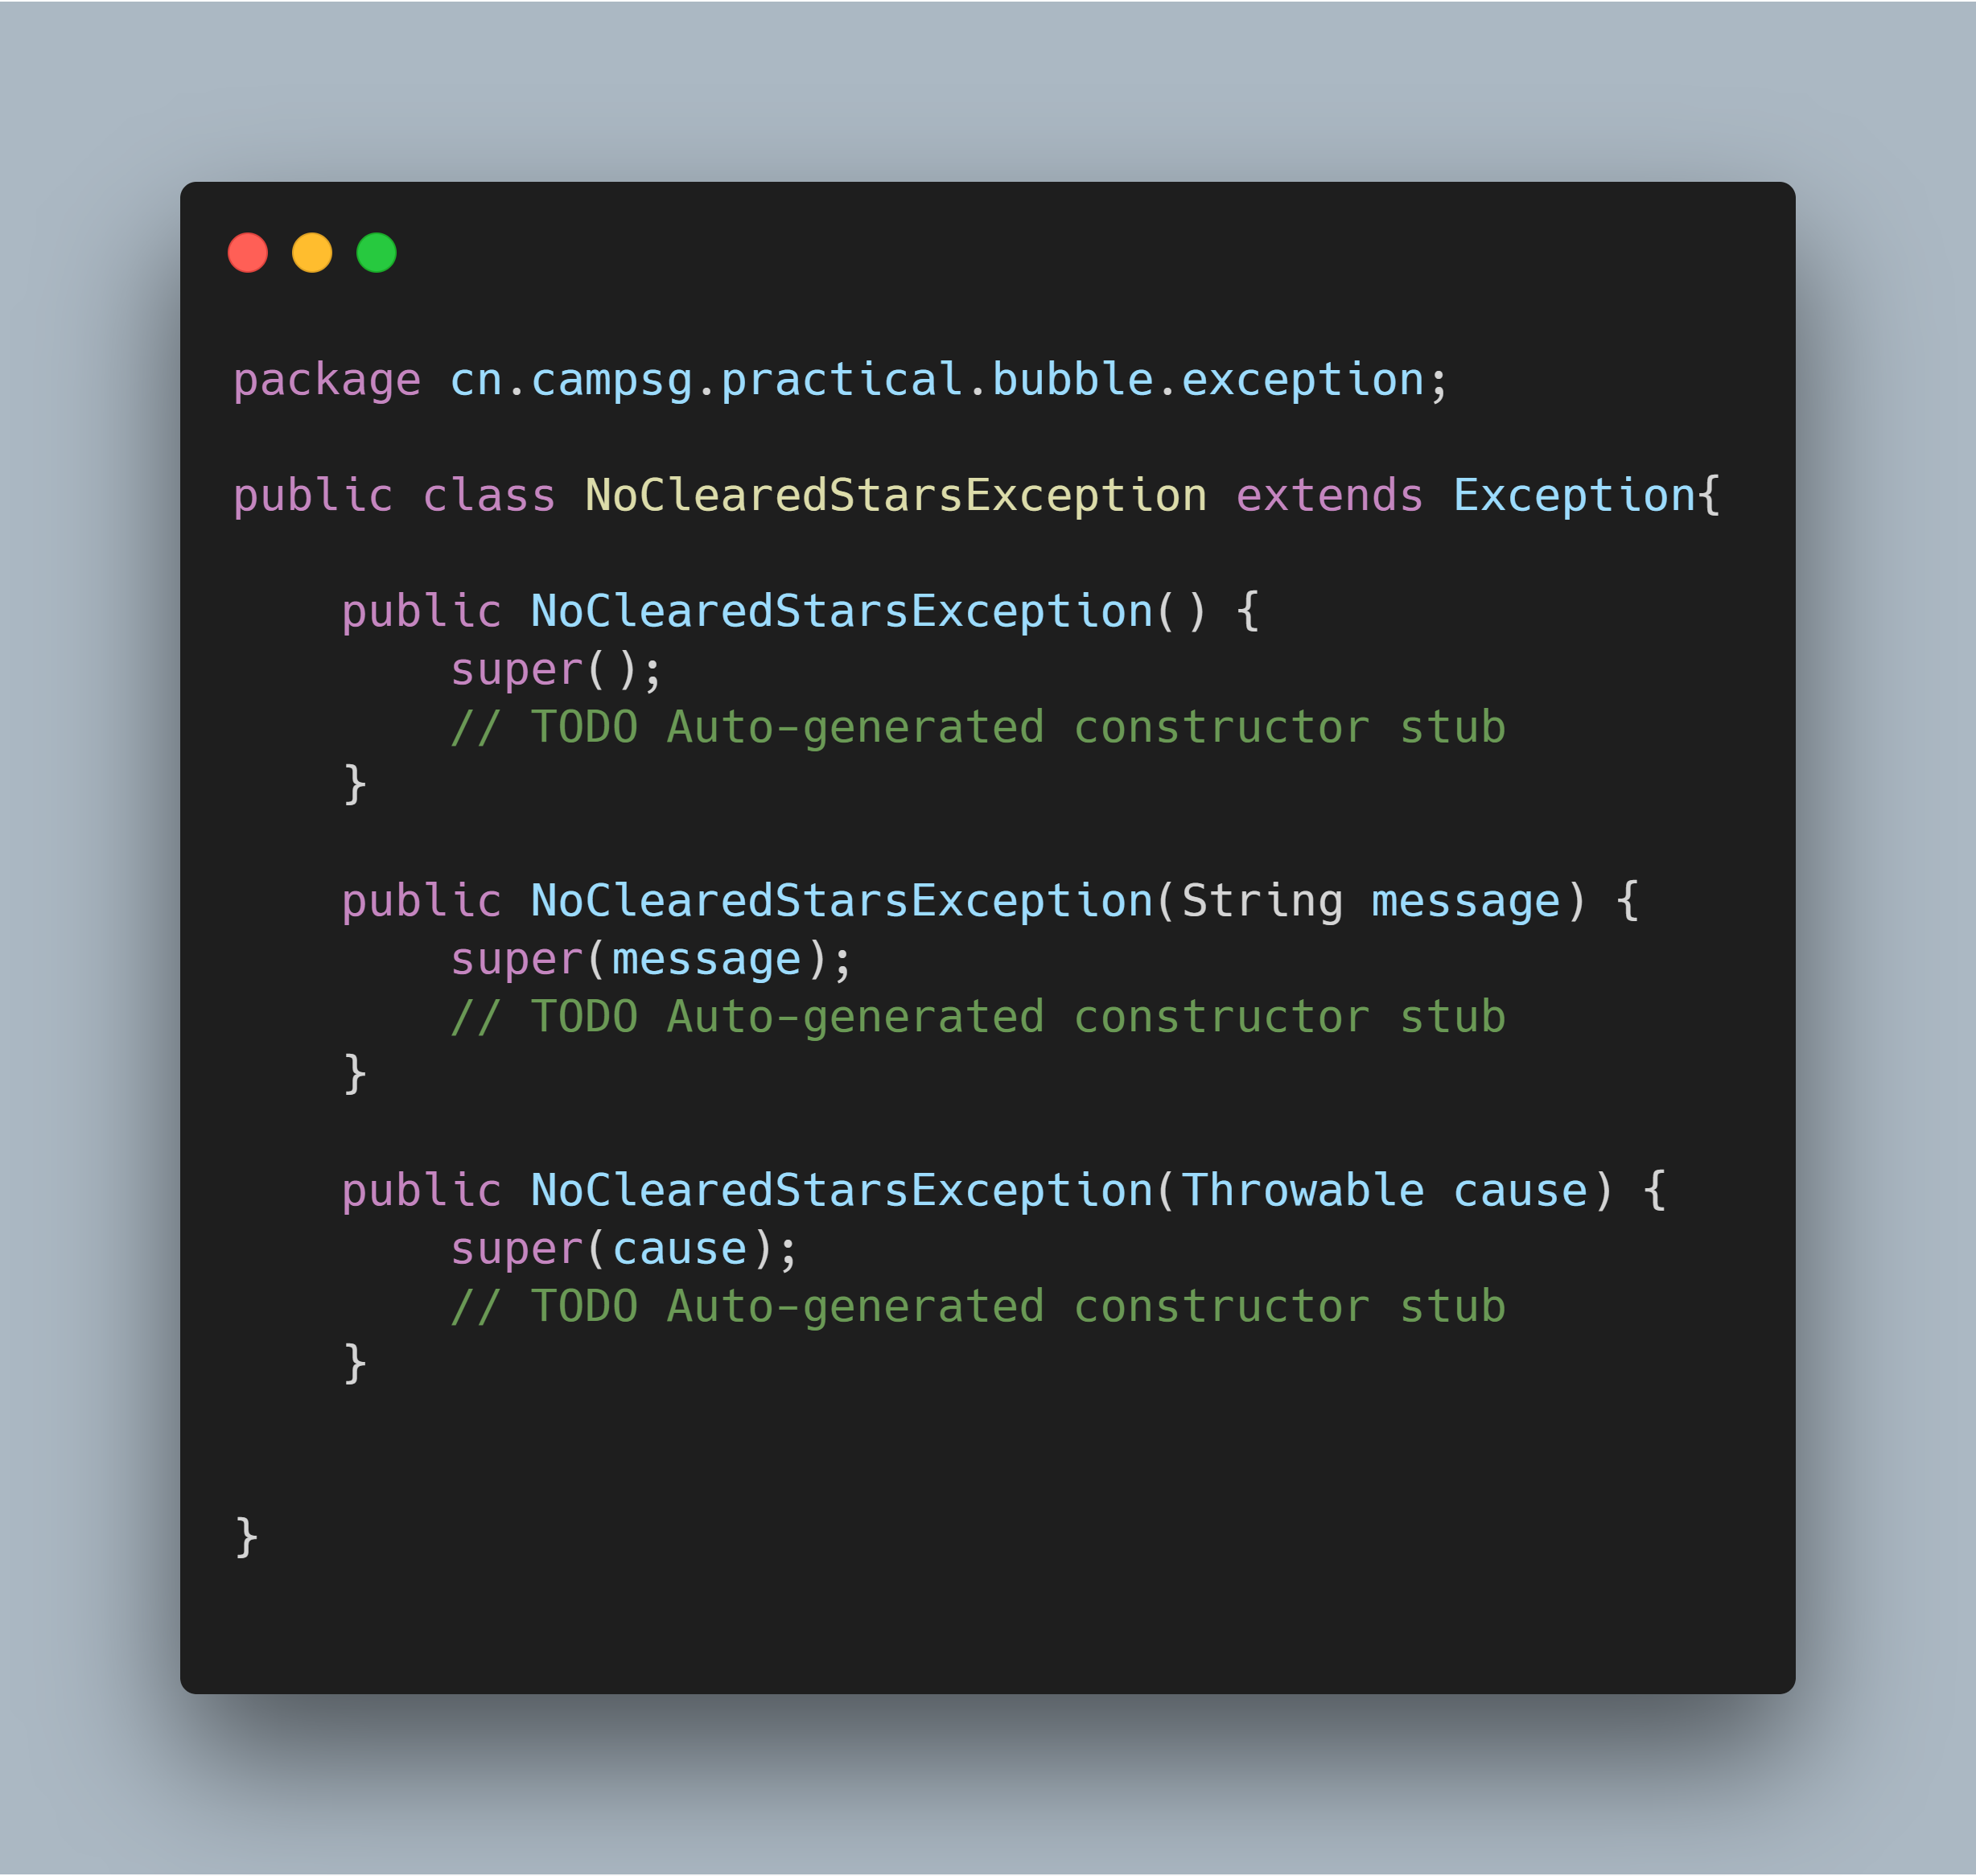 package cn.campsg.practical.bubble.exception;

public class NoClearedStarsException extends Exception{

    public NoClearedStarsException() {
        super();
        // TODO Auto-generated constructor stub
    }

    public NoClearedStarsException(String message) {
        super(message);
        // TODO Auto-generated constructor stub
    }

    public NoClearedStarsException(Throwable cause) {
        super(cause);
        // TODO Auto-generated constructor stub
    }


}